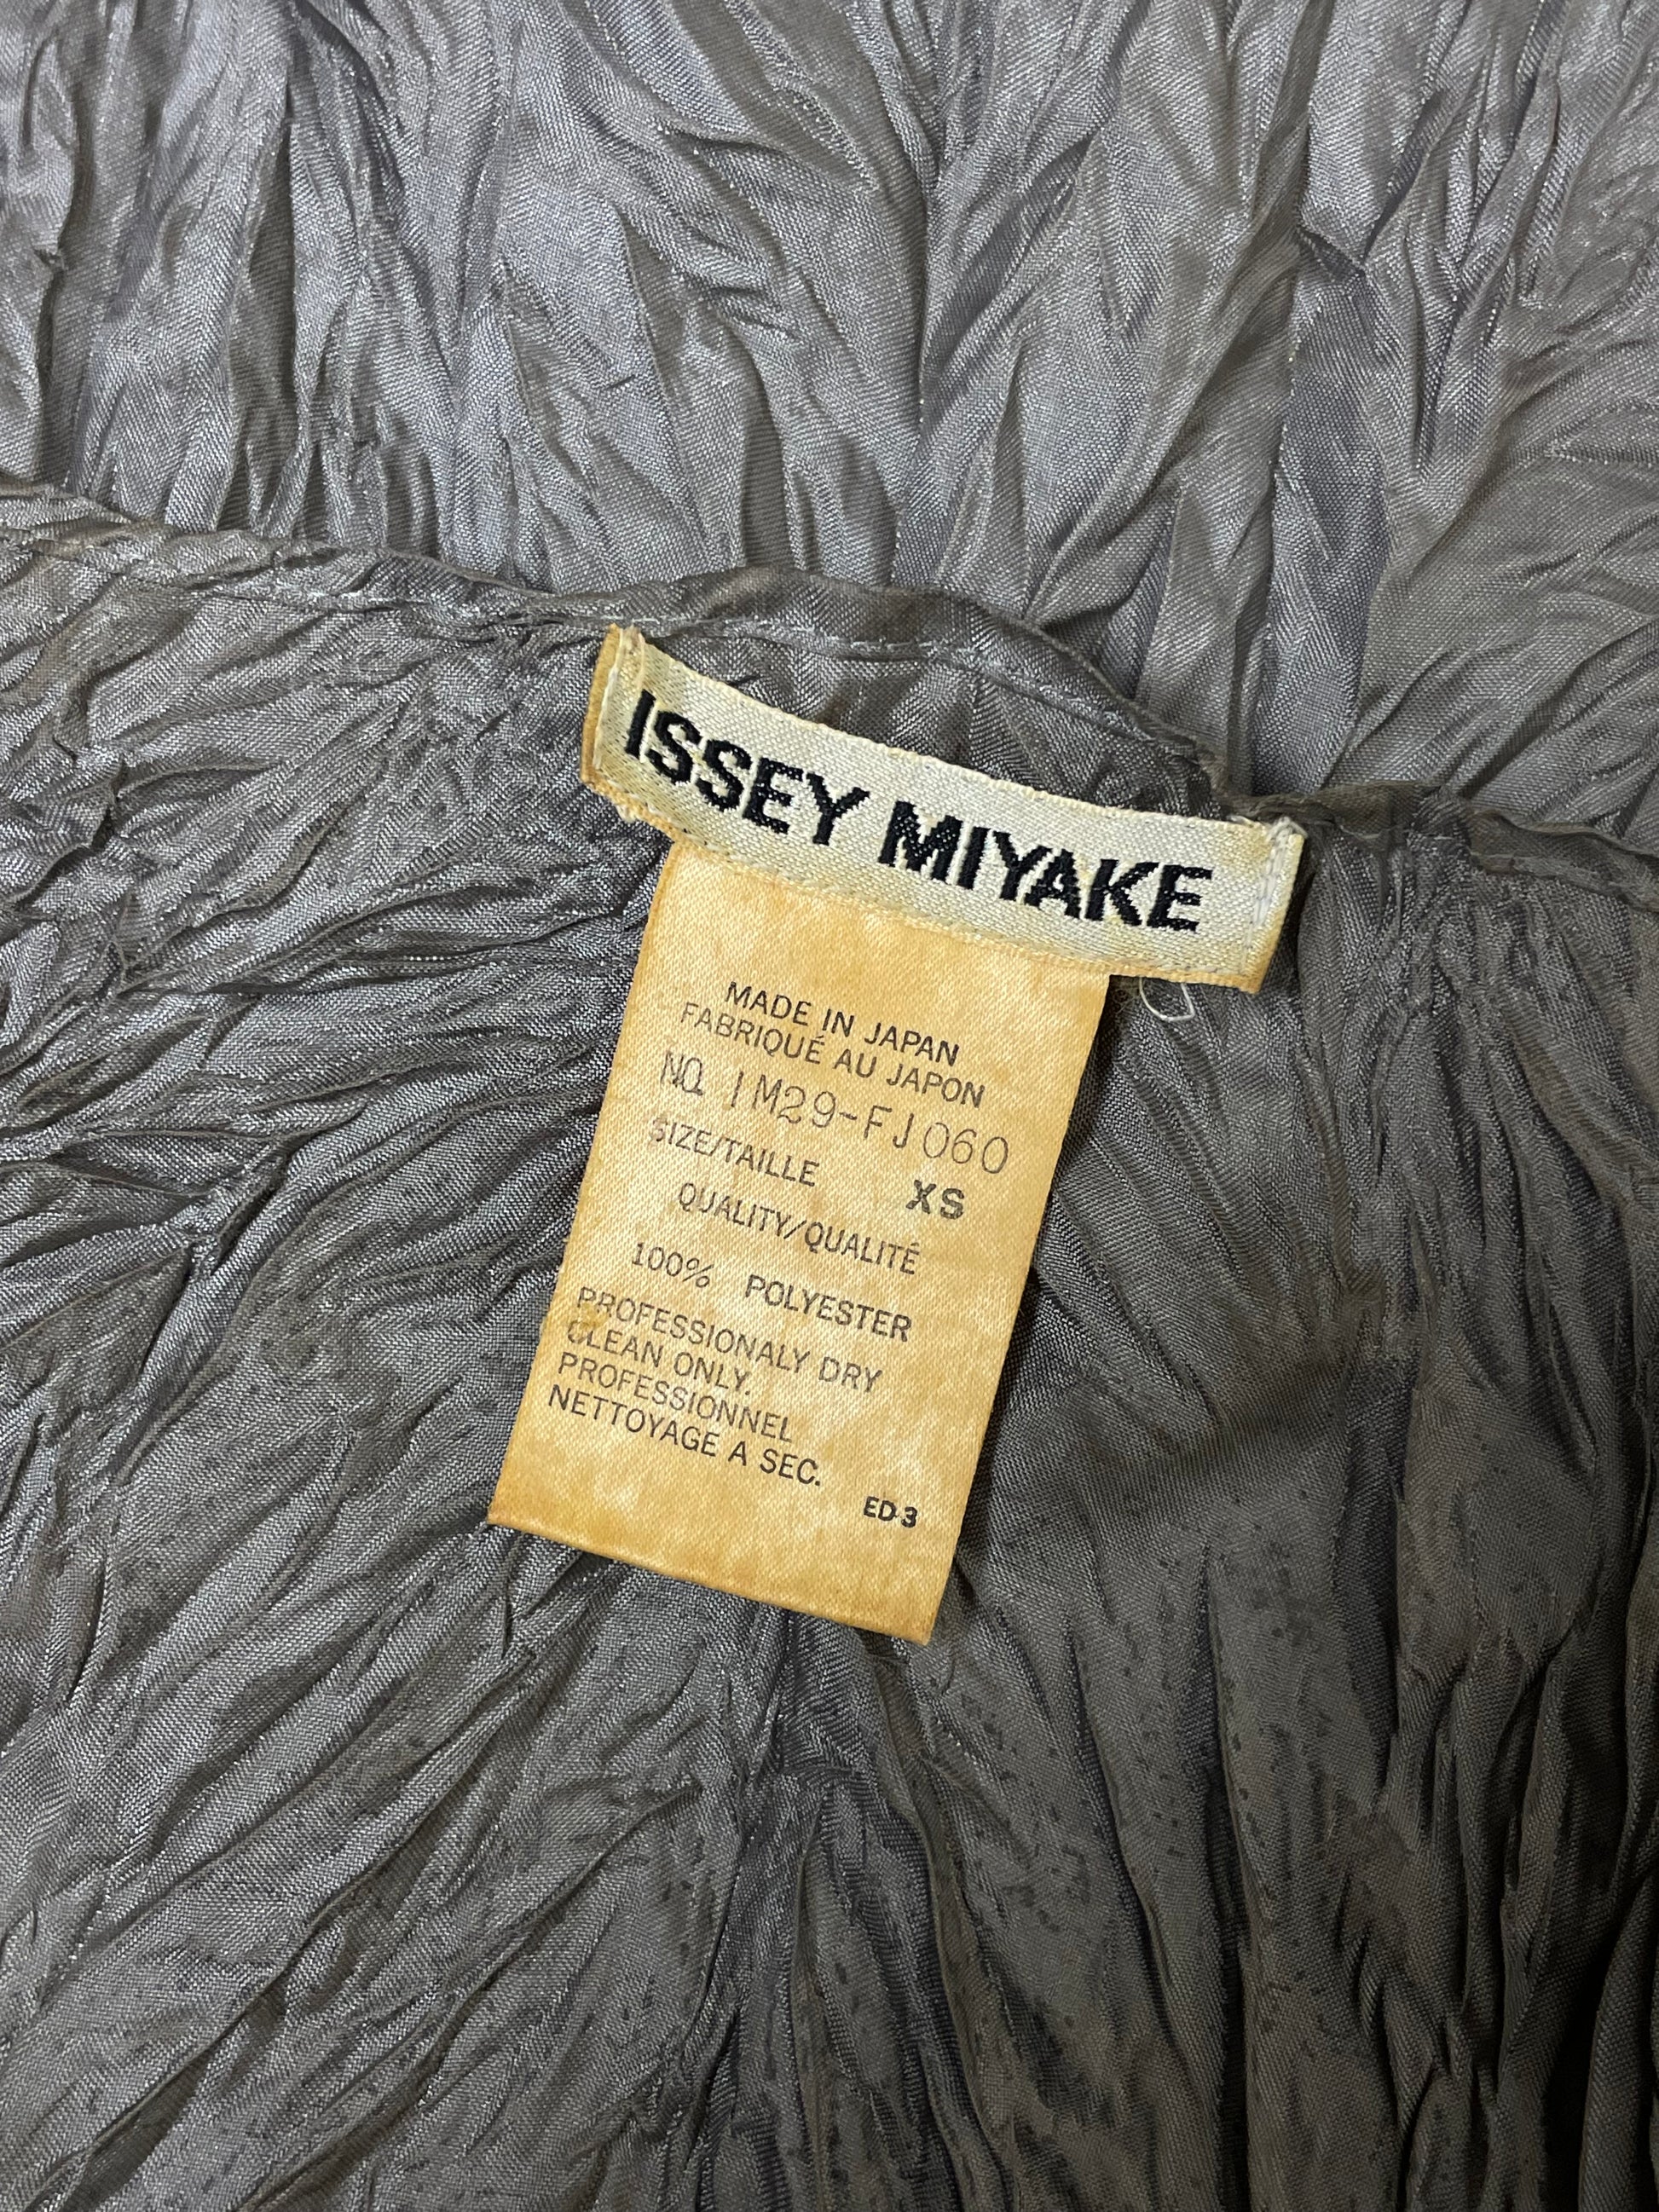 ISSEY MIYAKE
MADE IN JAPAN
FABRIQUÉ AU JAPON
NO. IM29-FJ060
SIZE/TAILLE XS
QUALITY/QUALITÉ
100% POLYESTER
PROFESSIONALY DRY
CLEAN ONLY.
PROFESSIONNEL
NETTOYAGE A SEC.
ED-3